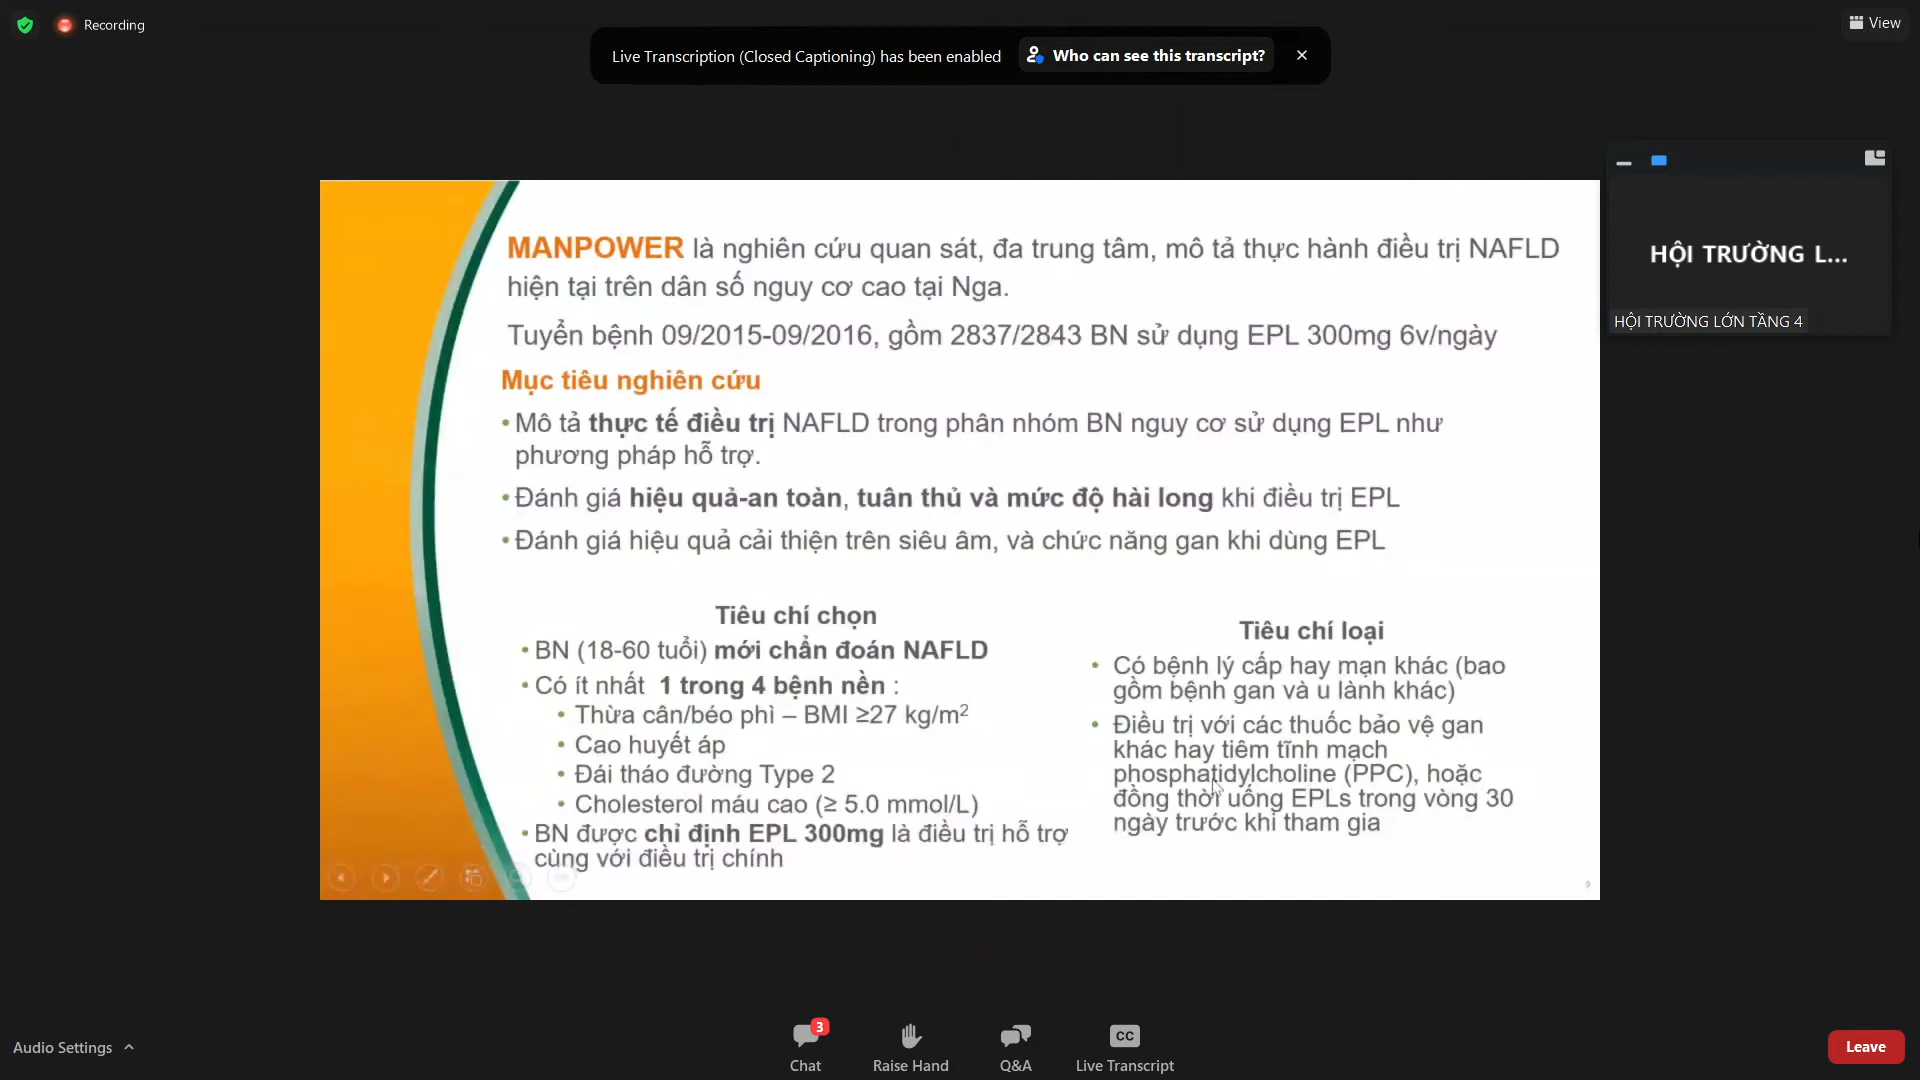 Recording
Live Transcription (Closed Captioning) has been enabled
Who can see this transcript?
View
HỘI TRƯỜNG L...
HỘI TRƯỜNG LỚN TẦNG 4
MANPOWER là nghiên cứu quan sát, đa trung tâm, mô tả thực hành điều trị NAFLD
hiện tại trên dân số nguy cơ cao tại Nga.
Tuyển bệnh 09/2015-09/2016, gồm 2837/2843 BN sử dụng EPL 300mg 6v/ngày
Mục tiêu nghiên cứu
• Mô tả thực tế điều trị NAFLD trong phân nhóm BN nguy cơ sử dụng EPL như
phương pháp hỗ trợ.
• Đánh giá hiệu quả-an toàn, tuân thủ và mức độ hài long khi điều trị EPL
• Đánh giá hiệu quả cải thiện trên siêu âm, và chức năng gan khi dùng EPL
Tiêu chí chọn
• BN (18-60 tuổi) mới chẩn đoán NAFLD
• Có ít nhất 1 trong 4 bệnh nền :
• Thừa cân/béo phì – BMI ≥27 kg/m²
• Cao huyết áp
• Đái tháo đường Type 2
• Cholesterol máu cao (≥ 5.0 mmol/L)
• BN được chỉ định EPL 300mg là điều trị hỗ trợ
cùng với điều trị chính
Tiêu chí loại
• Có bệnh lý cấp hay mạn khác (bao
gồm bệnh gan và u lành khác)
• Điều trị với các thuốc bảo vệ gan
khác hay tiêm tĩnh mạch
phosphatidylcholine (PPC), hoặc
đồng thời uống EPLs trong vòng 30
ngày trước khi tham gia
9
Audio Settings
3
Chat
Raise Hand
Q&A
CC
Live Transcript
Leave